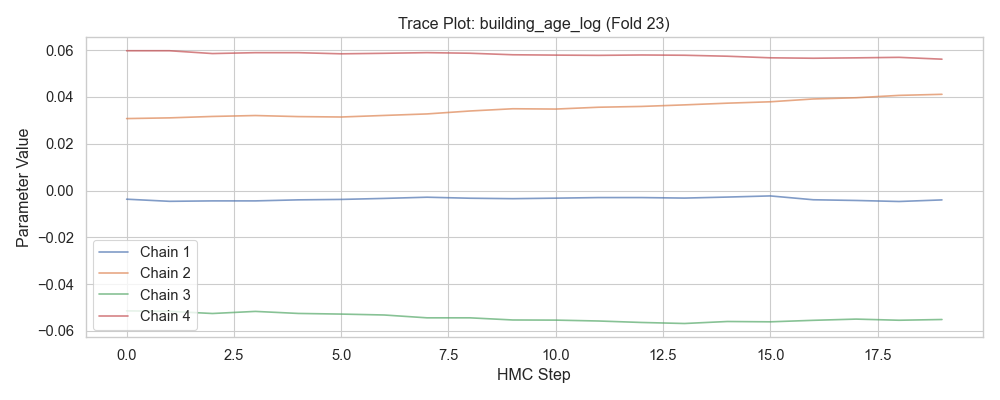 Trace Plot: building_age_log (Fold 23)
Parameter Value
0.06
0.04
0.02
0.00
−0.02
−0.04
−0.06
Chain 1
Chain 2
Chain 3
Chain 4
0.0 2.5 5.0 7.5 10.0 12.5 15.0 17.5
HMC Step